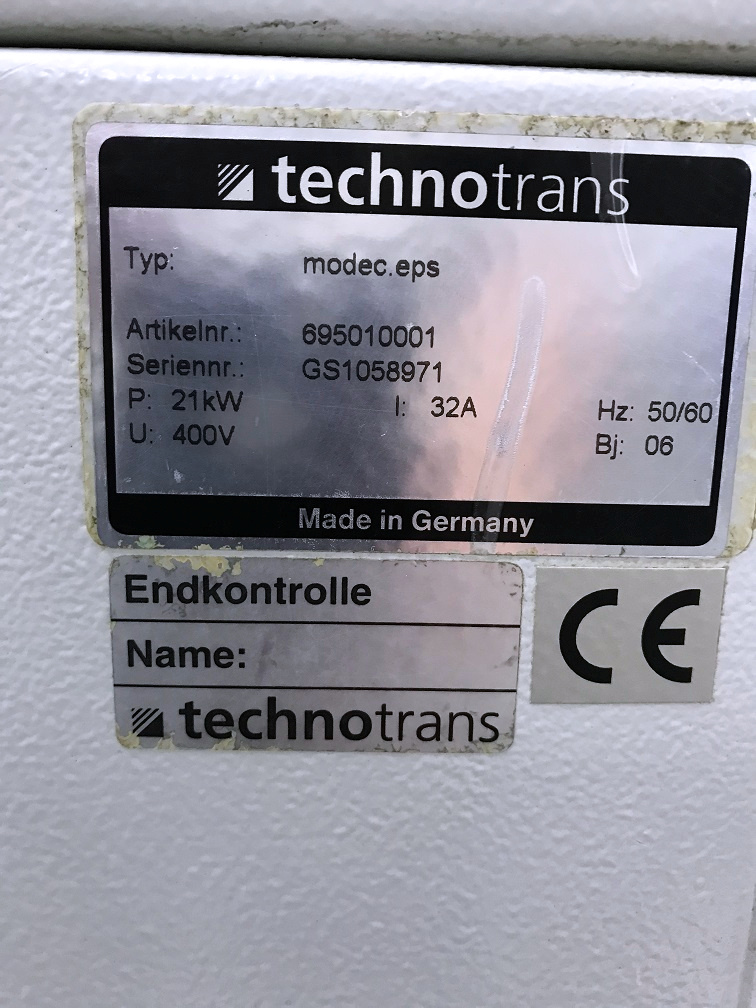 technotrans
Typ: modec.eps
Artikelnr.: 695010001
Seriennr.: GS1058971
P: 21kW I: 32A Hz: 50/60
U: 400V Bj: 06
Made in Germany
Endkontrolle
Name:
technotrans
CE